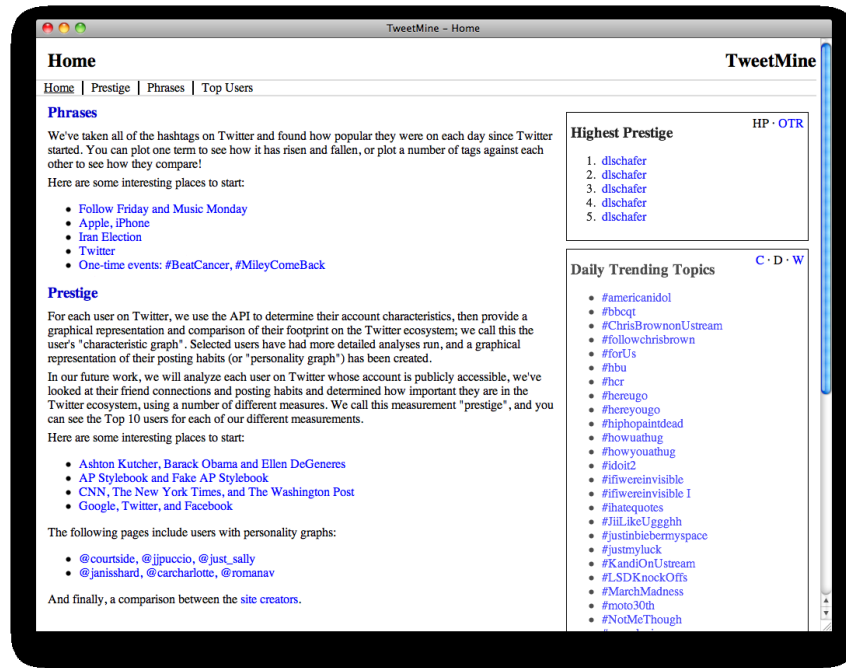 TweetMine – Home
Home
TweetMine
Home | Prestige | Phrases | Top Users
Phrases
We've taken all of the hashtags on Twitter and found how popular they were on each day since Twitter
started. You can plot one term to see how it has risen and fallen, or plot a number of tags against each
other to see how they compare!
Here are some interesting places to start:
• Follow Friday and Music Monday
• Apple, iPhone
• Iran Election
• Twitter
• One-time events: #BeatCancer, #MileyComeBack
Prestige
For each user on Twitter, we use the API to determine their account characteristics, then provide a
graphical representation and comparison of their footprint on the Twitter ecosystem; we call this the
user's "characteristic graph". Selected users have had more detailed analyses run, and a graphical
representation of their posting habits (or "personality graph") has been created.
In our future work, we will analyze each user on Twitter whose account is publicly accessible, we've
looked at their friend connections and posting habits and determined how important they are in the
Twitter ecosystem, using a number of different measures. We call this measurement "prestige", and you
can see the Top 10 users for each of our different measurements.
Here are some interesting places to start:
• Ashton Kutcher, Barack Obama and Ellen DeGeneres
• AP Stylebook and Fake AP Stylebook
• CNN, The New York Times, and The Washington Post
• Google, Twitter, and Facebook
The following pages include users with personality graphs:
• @courtside, @jjpuccio, @just_sally
• @janisshard, @carcharlotte, @romanav
And finally, a comparison between the site creators.
HP · OTR
Highest Prestige
1. dlschafer
2. dlschafer
3. dlschafer
4. dlschafer
5. dlschafer
C · D · W
Daily Trending Topics
• #americanidol
• #bbcqt
• #ChrisBrownonUstream
• #followchrisbrown
• #forUs
• #hbu
• #hcr
• #hereugo
• #hereyougo
• #hiphopaintdead
• #howuathug
• #howyouathug
• #idoit2
• #ifiwereinvisible
• #ifiwereinvisible I
• #ihatequotes
• #JiiLikeUggghh
• #justinbiebermyspace
• #justmyluck
• #KandiOnUstream
• #LSDKnockOffs
• #MarchMadness
• #moto30th
• #NotMeThough